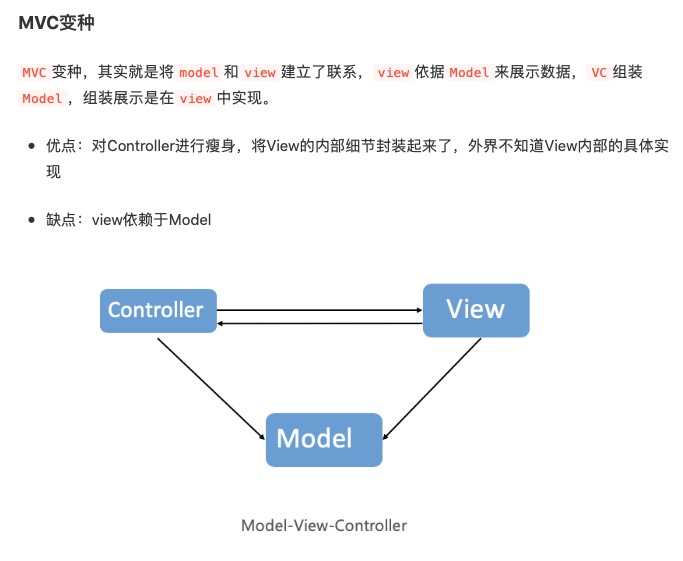 MVC变种
MVC 变种，其实就是将 model 和 view 建立了联系， view 依据 Model 来展示数据， VC 组装
Model ，组装展示是在 view 中实现。
• 优点：对Controller进行瘦身，将View的内部细节封装起来了，外界不知道View内部的具体实
现
• 缺点：view依赖于Model
Controller
View
Model
Model-View-Controller